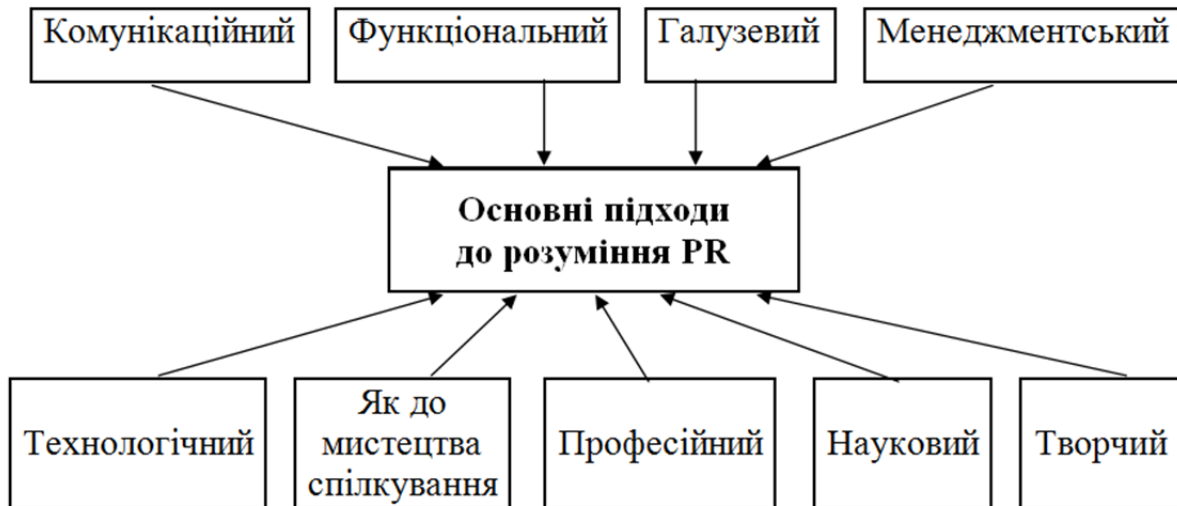 Комунікаційний
Функціональний
Галузевий
Менеджментський
Основні підходи
до розуміння PR
Технологічний
Як до
мистецтва
спілкування
Професійний
Науковий
Творчий